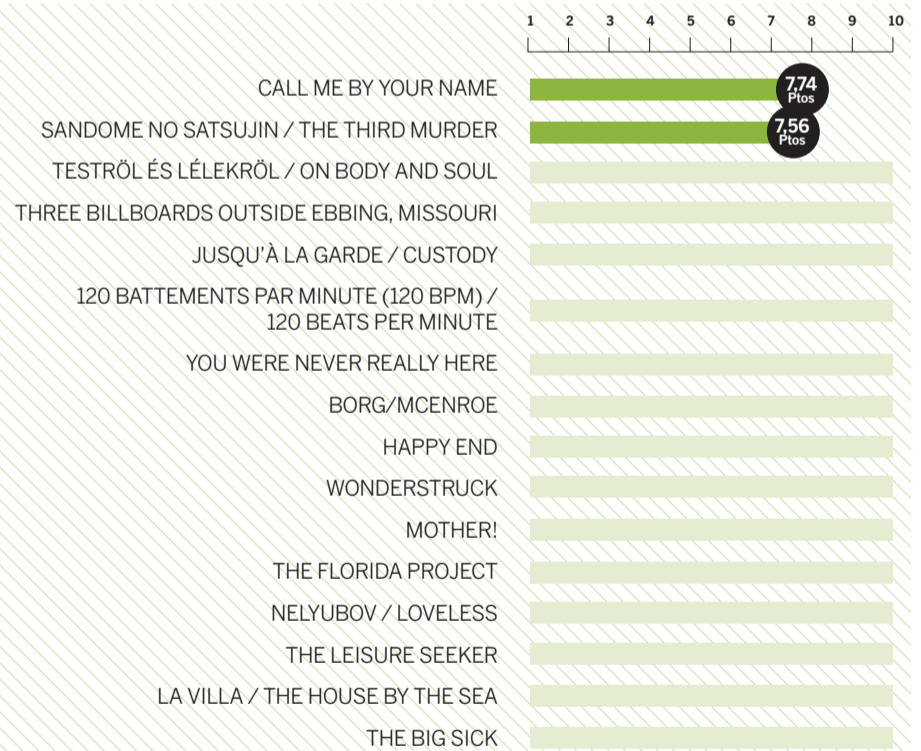 1 2 3 4 5 6 7 8 9 10
CALL ME BY YOUR NAME
7,74
Ptos
SANDOME NO SATSUJIN / THE THIRD MURDER
7,56
Ptos
TESTRÖL ÉS LÉLEKRÖL / ON BODY AND SOUL
THREE BILLBOARDS OUTSIDE EBBING, MISSOURI
JUSQU'À LA GARDE / CUSTODY
120 BATTEMENTS PAR MINUTE (120 BPM) /
120 BEATS PER MINUTE
YOU WERE NEVER REALLY HERE
BORG/MCENROE
HAPPY END
WONDERSTRUCK
MOTHER!
THE FLORIDA PROJECT
NELYUBOV / LOVELESS
THE LEISURE SEEKER
LA VILLA / THE HOUSE BY THE SEA
THE BIG SICK